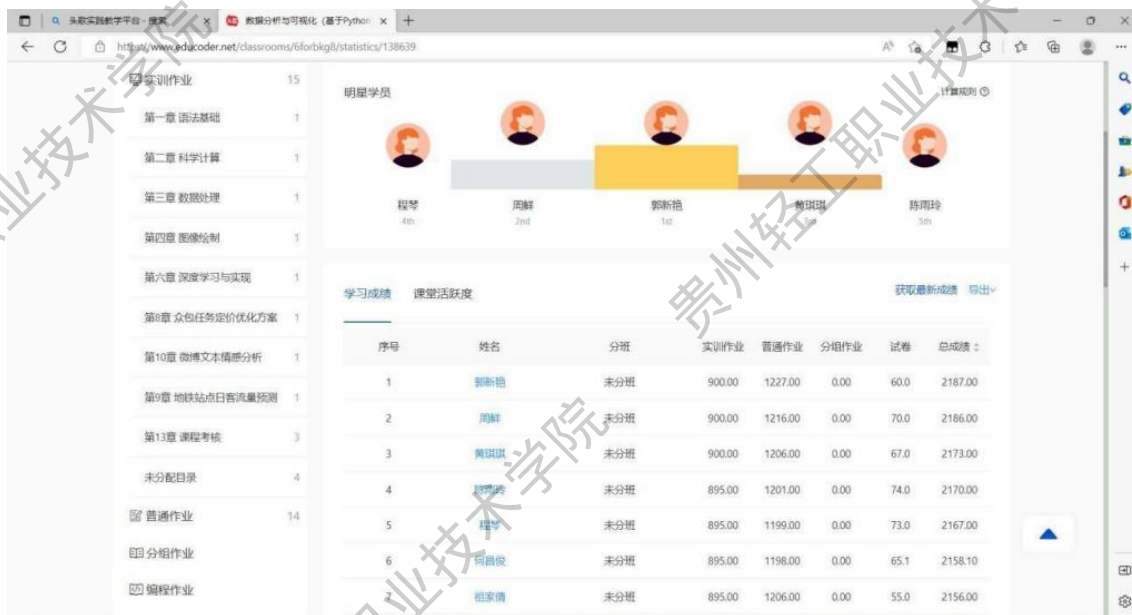 头歌实践教学平台 - 搜索
数据分析与可视化（基于Python
https://www.educoder.net/classrooms/6forbkg8/statistics/138639
实训作业 15
第一章 语法基础 1
第二章 科学计算 1
第三章 数据处理 1
第四章 图像绘制 1
第六章 深度学习与实现 1
第8章 众包任务定价优化方案 1
第10章 微博文本情感分析 1
第9章 地铁站点日客流量预测 1
第13章 课程考核 3
未分配目录 4
普通作业 14
分组作业
编程作业
明星学员 计算规则
程琴 周鲜 郭新艳 黄琪琪 陈雨玲
4th 2nd 1st 3rd 5th
学习成绩 课堂活跃度 获取最新成绩 导出
序号 姓名 分班 实训作业 普通作业 分组作业 试卷 总成绩
1 郭新艳 未分班 900.00 1227.00 0.00 60.0 2187.00
2 周鲜 未分班 900.00 1216.00 0.00 70.0 2186.00
3 黄琪琪 未分班 900.00 1206.00 0.00 67.0 2173.00
4 陈雨玲 未分班 895.00 1201.00 0.00 74.0 2170.00
5 程琴 未分班 895.00 1199.00 0.00 73.0 2167.00
6 何昌俊 未分班 895.00 1198.00 0.00 65.1 2158.10
7 祖家倩 未分班 895.00 1206.00 0.00 55.0 2156.00
贵州轻工职业技术学院
业技术学院
职业技术学院